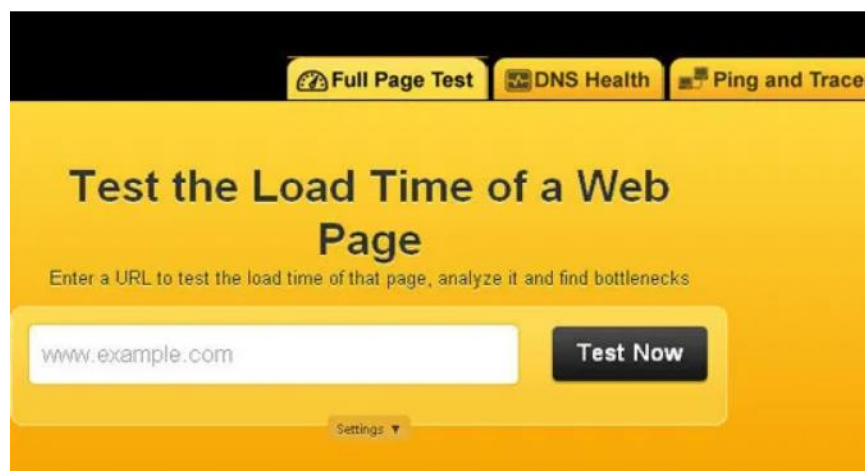 Full Page Test DNS Health Ping and Trace
Test the Load Time of a Web
Page
Enter a URL to test the load time of that page, analyze it and find bottlenecks
www.example.com Test Now
Settings ▼